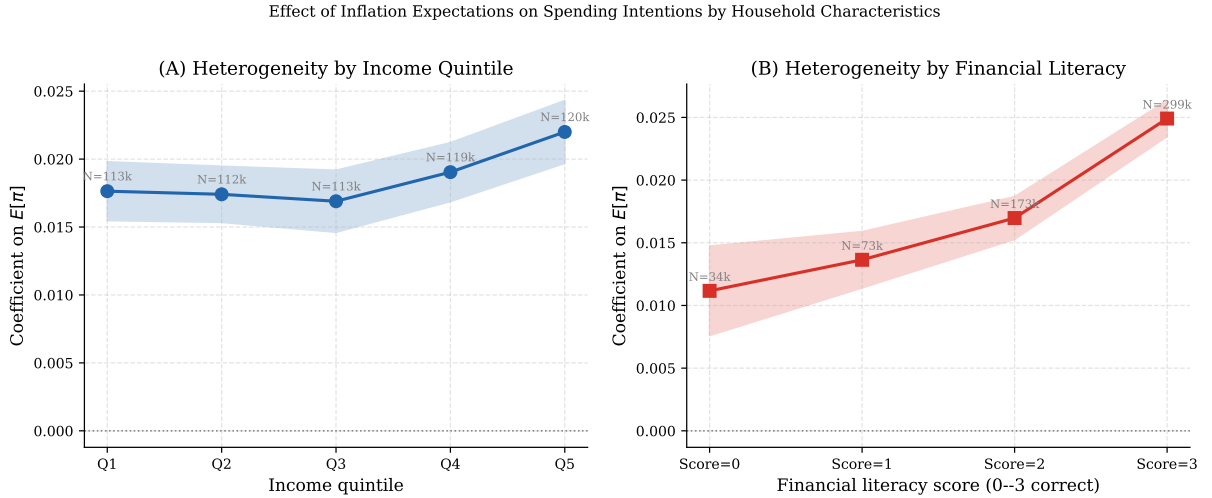 Effect of Inflation Expectations on Spending Intentions by Household Characteristics
(A) Heterogeneity by Income Quintile
Coefficient on E[π]
0.025
0.020
0.015
0.010
0.005
0.000
N=113k
N=112k
N=113k
N=119k
N=120k
Q1
Q2
Q3
Q4
Q5
Income quintile
(B) Heterogeneity by Financial Literacy
Coefficient on E[π]
0.025
0.020
0.015
0.010
0.005
0.000
N=34k
N=73k
N=173k
N=299k
Score=0
Score=1
Score=2
Score=3
Financial literacy score (0--3 correct)